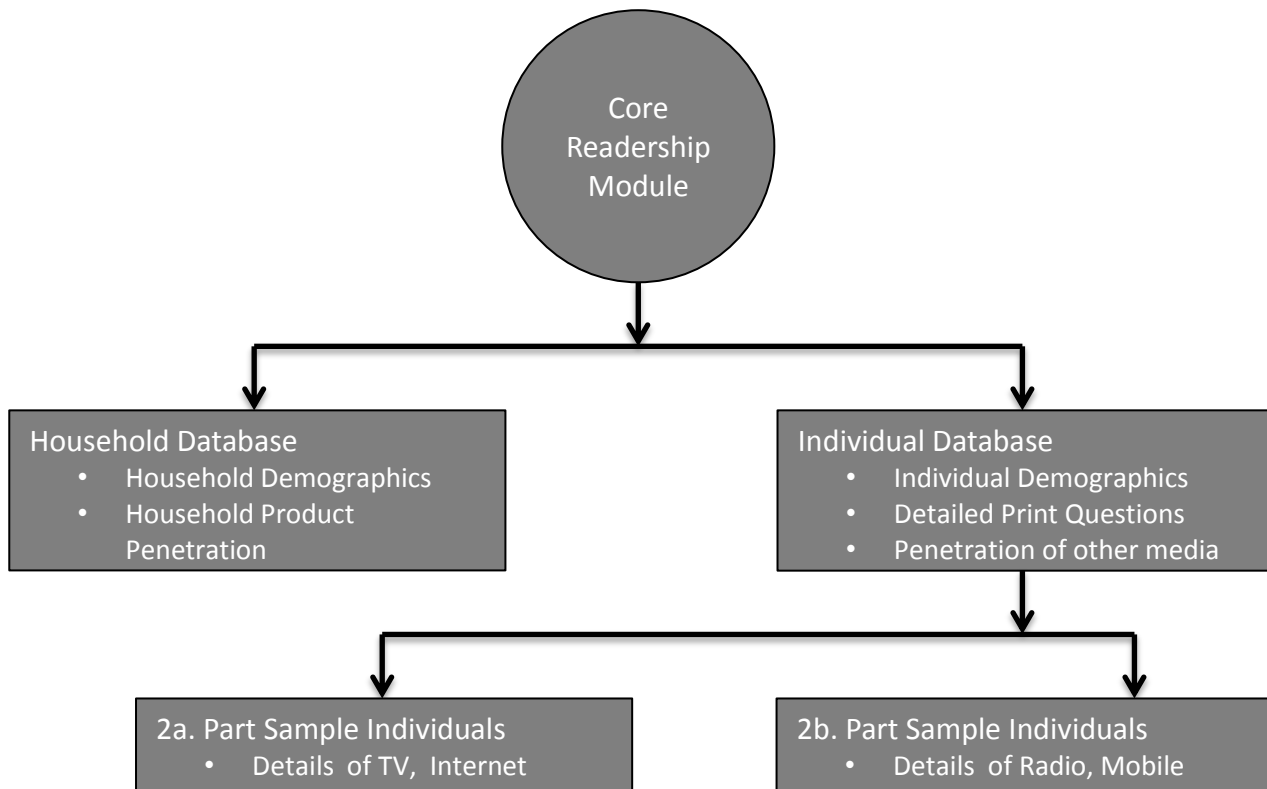 Core
Readership
Module
Household Database
• Household Demographics
• Household Product
Penetration
Individual Database
• Individual Demographics
• Detailed Print Questions
• Penetration of other media
2a. Part Sample Individuals
• Details of TV, Internet
2b. Part Sample Individuals
• Details of Radio, Mobile